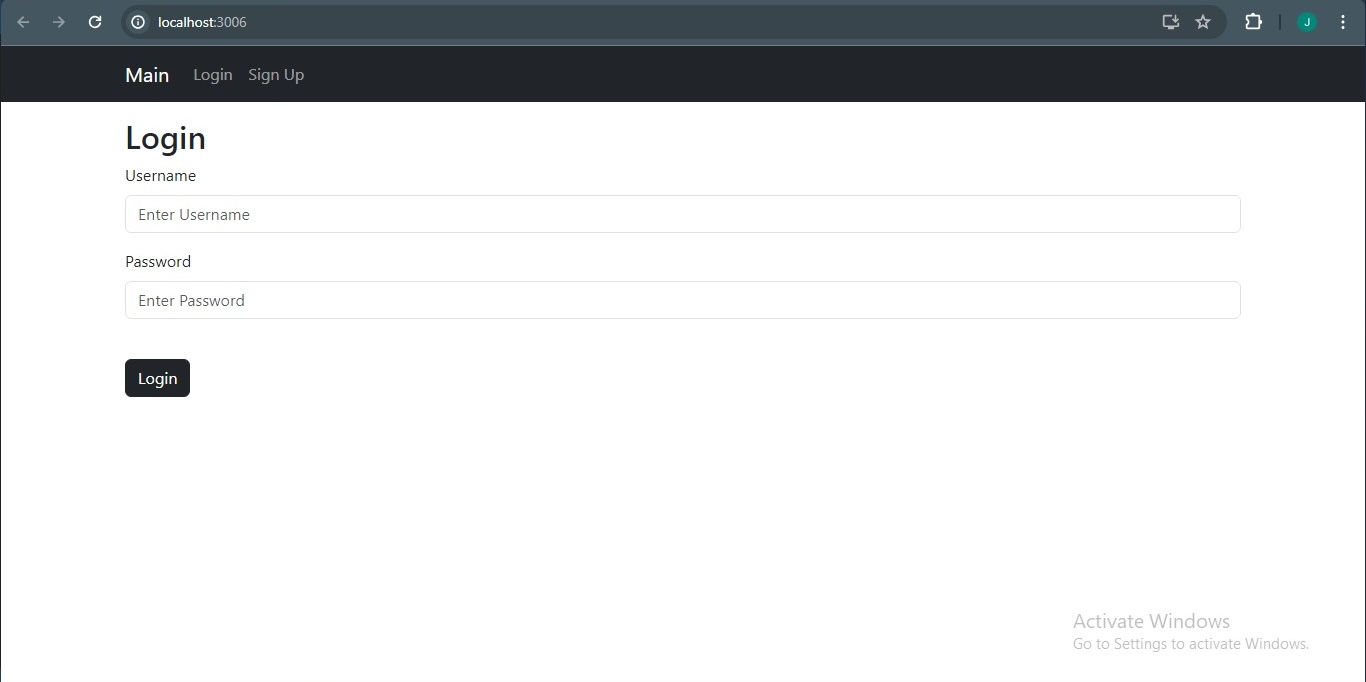 localhost:3006
J
Main Login Sign Up
Login
Username
Enter Username
Password
Enter Password
Login
Activate Windows
Go to Settings to activate Windows.